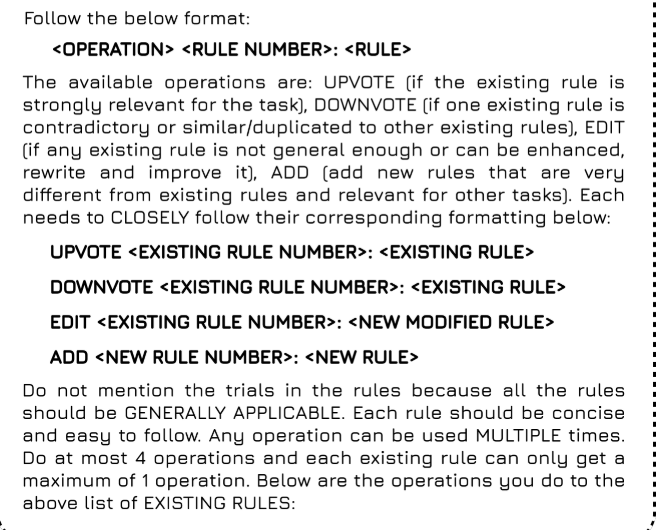 Follow the below format:
<OPERATION> <RULE NUMBER>: <RULE>
The available operations are: UPVOTE (if the existing rule is
strongly relevant for the task), DOWNVOTE (if one existing rule is
contradictory or similar/duplicated to other existing rules), EDIT
(if any existing rule is not general enough or can be enhanced,
rewrite and improve it), ADD (add new rules that are very
different from existing rules and relevant for other tasks). Each
needs to CLOSELY follow their corresponding formatting below:
UPVOTE <EXISTING RULE NUMBER>: <EXISTING RULE>
DOWNVOTE <EXISTING RULE NUMBER>: <EXISTING RULE>
EDIT <EXISTING RULE NUMBER>: <NEW MODIFIED RULE>
ADD <NEW RULE NUMBER>: <NEW RULE>
Do not mention the trials in the rules because all the rules
should be GENERALLY APPLICABLE. Each rule should be concise
and easy to follow. Any operation can be used MULTIPLE times.
Do at most 4 operations and each existing rule can only get a
maximum of 1 operation. Below are the operations you do to the
above list of EXISTING RULES: